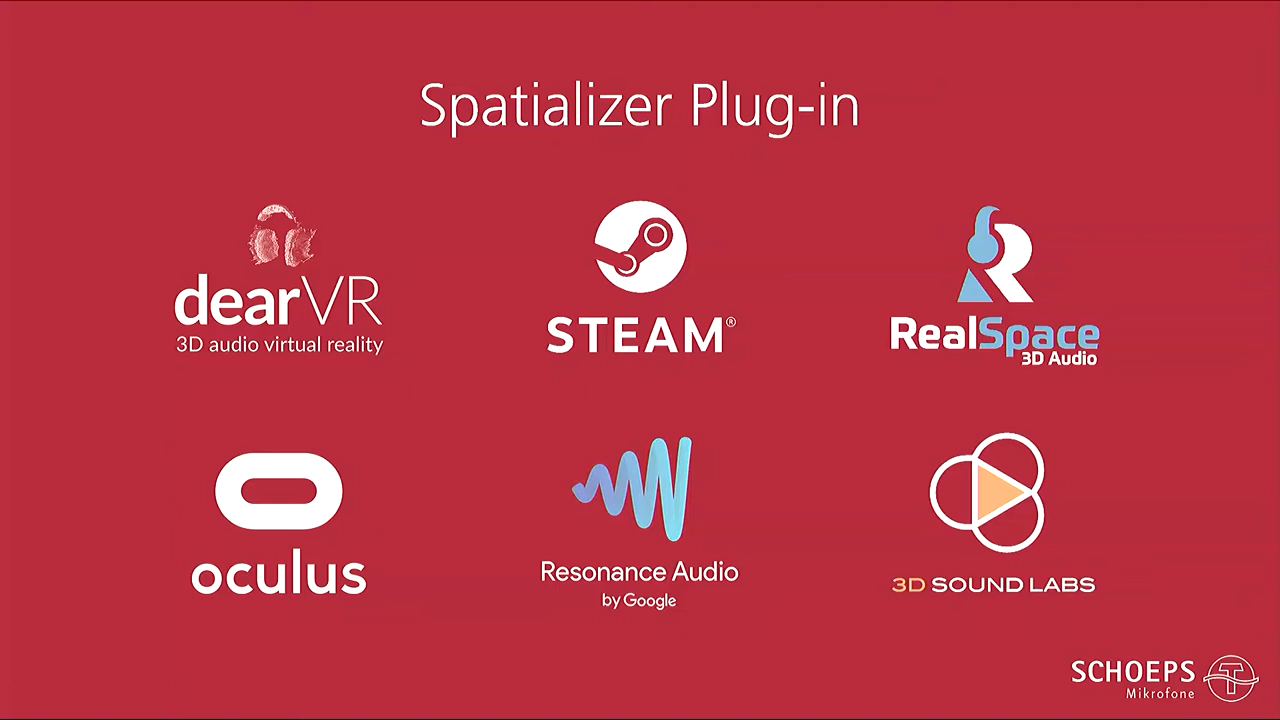 Spatializer Plug-in
dearVR
3D audio virtual reality
STEAM®
RealSpace
3D Audio
oculus
Resonance Audio
by Google
3D SOUND LABS
SCHOEPS
Mikrofone